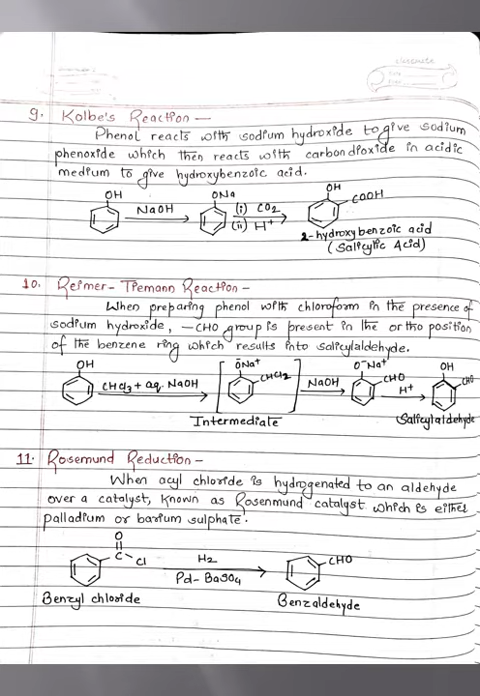 9. Kolbe's Reaction —
Phenol reacts with sodium hydroxide to give sodium
phenoxide which then reacts with carbondioxide in acidic
medium to give hydroxybenzoic acid.
OH ONa OH
NaOH (i) CO2 COOH
(ii) H+
2-hydroxybenzoic acid
(Salicylic Acid)
10. Reimer-Tiemann Reaction -
When preparing phenol with chloroform in the presence of
sodium hydroxide, —CHO group is present in the ortho position
of the benzene ring which results into salicylaldehyde.
OH ŌNa+ O⁻Na+ OH
CHCl3 + aq. NaOH CHCl2 NaOH CHO H+ CHO
Intermediate Salicylaldehyde
11. Rosemund Reduction -
When acyl chloride is hydrogenated to an aldehyde
over a catalyst, known as Rosenmund catalyst which is either
palladium or barium sulphate.
O
C Cl H2 CHO
Pd-BaSO4
Benzyl chloride Benzaldehyde